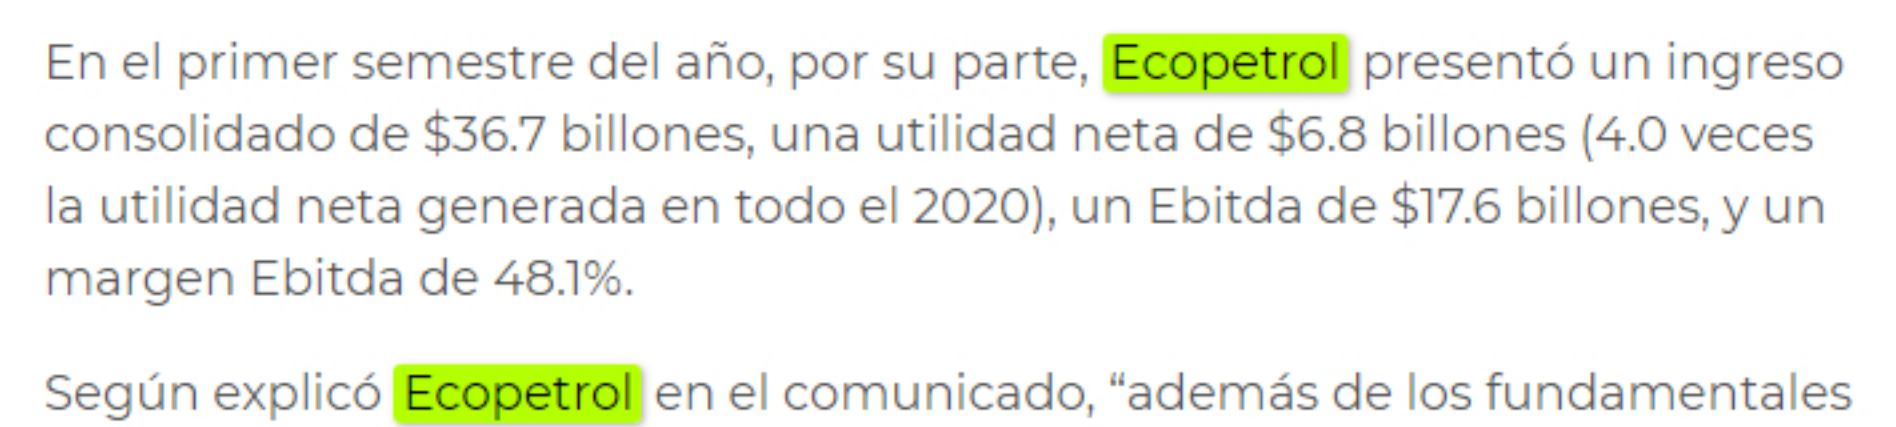 En el primer semestre del año, por su parte, Ecopetrol presentó un ingreso
consolidado de $36.7 billones, una utilidad neta de $6.8 billones (4.0 veces
la utilidad neta generada en todo el 2020), un Ebitda de $17.6 billones, y un
margen Ebitda de 48.1%.
Según explicó Ecopetrol en el comunicado, “además de los fundamentales